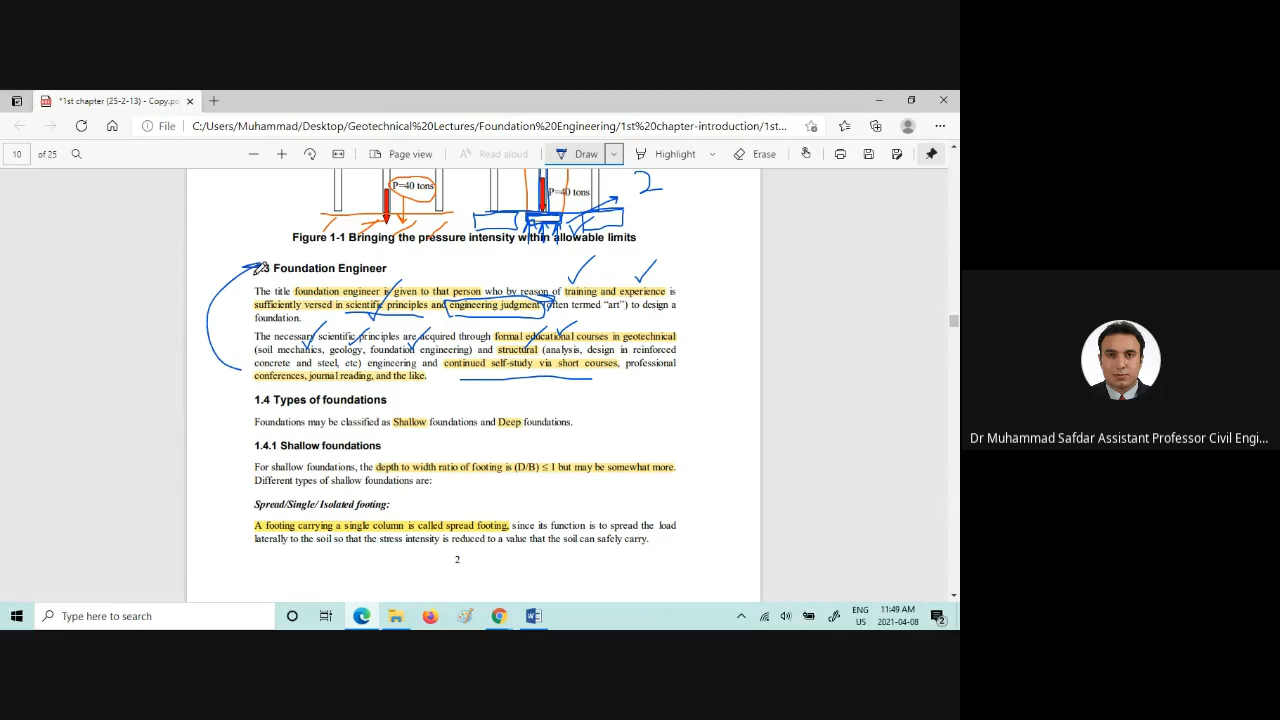 *1st chapter (25-2-13) - Copy.pd
File
C:/Users/Muhammad/Desktop/Geotechnical%20Lectures/Foundation%20Engineering/1st%20chapter-introduction/1st...
10 of 25
Page view
Read aloud
Draw
Highlight
Erase
P=40 tons
P=40 tons
2
Figure 1-1 Bringing the pressure intensity within allowable limits
.3 Foundation Engineer
The title foundation engineer is given to that person who by reason of training and experience is
sufficiently versed in scientific principles and engineering judgment (often termed “art”) to design a
foundation.
The necessary scientific principles are acquired through formal educational courses in geotechnical
(soil mechanics, geology, foundation engineering) and structural (analysis, design in reinforced
concrete and steel, etc) engineering and continued self-study via short courses, professional
conferences, journal reading, and the like.
1.4 Types of foundations
Foundations may be classified as Shallow foundations and Deep foundations.
1.4.1 Shallow foundations
For shallow foundations, the depth to width ratio of footing is (D/B) ≤ 1 but may be somewhat more.
Different types of shallow foundations are:
Spread/Single/ Isolated footing:
A footing carrying a single column is called spread footing, since its function is to spread the load
laterally to the soil so that the stress intensity is reduced to a value that the soil can safely carry.
2
Dr Muhammad Safdar Assistant Professor Civil Engi...
Type here to search
ENG
US
11:49 AM
2021-04-08
2